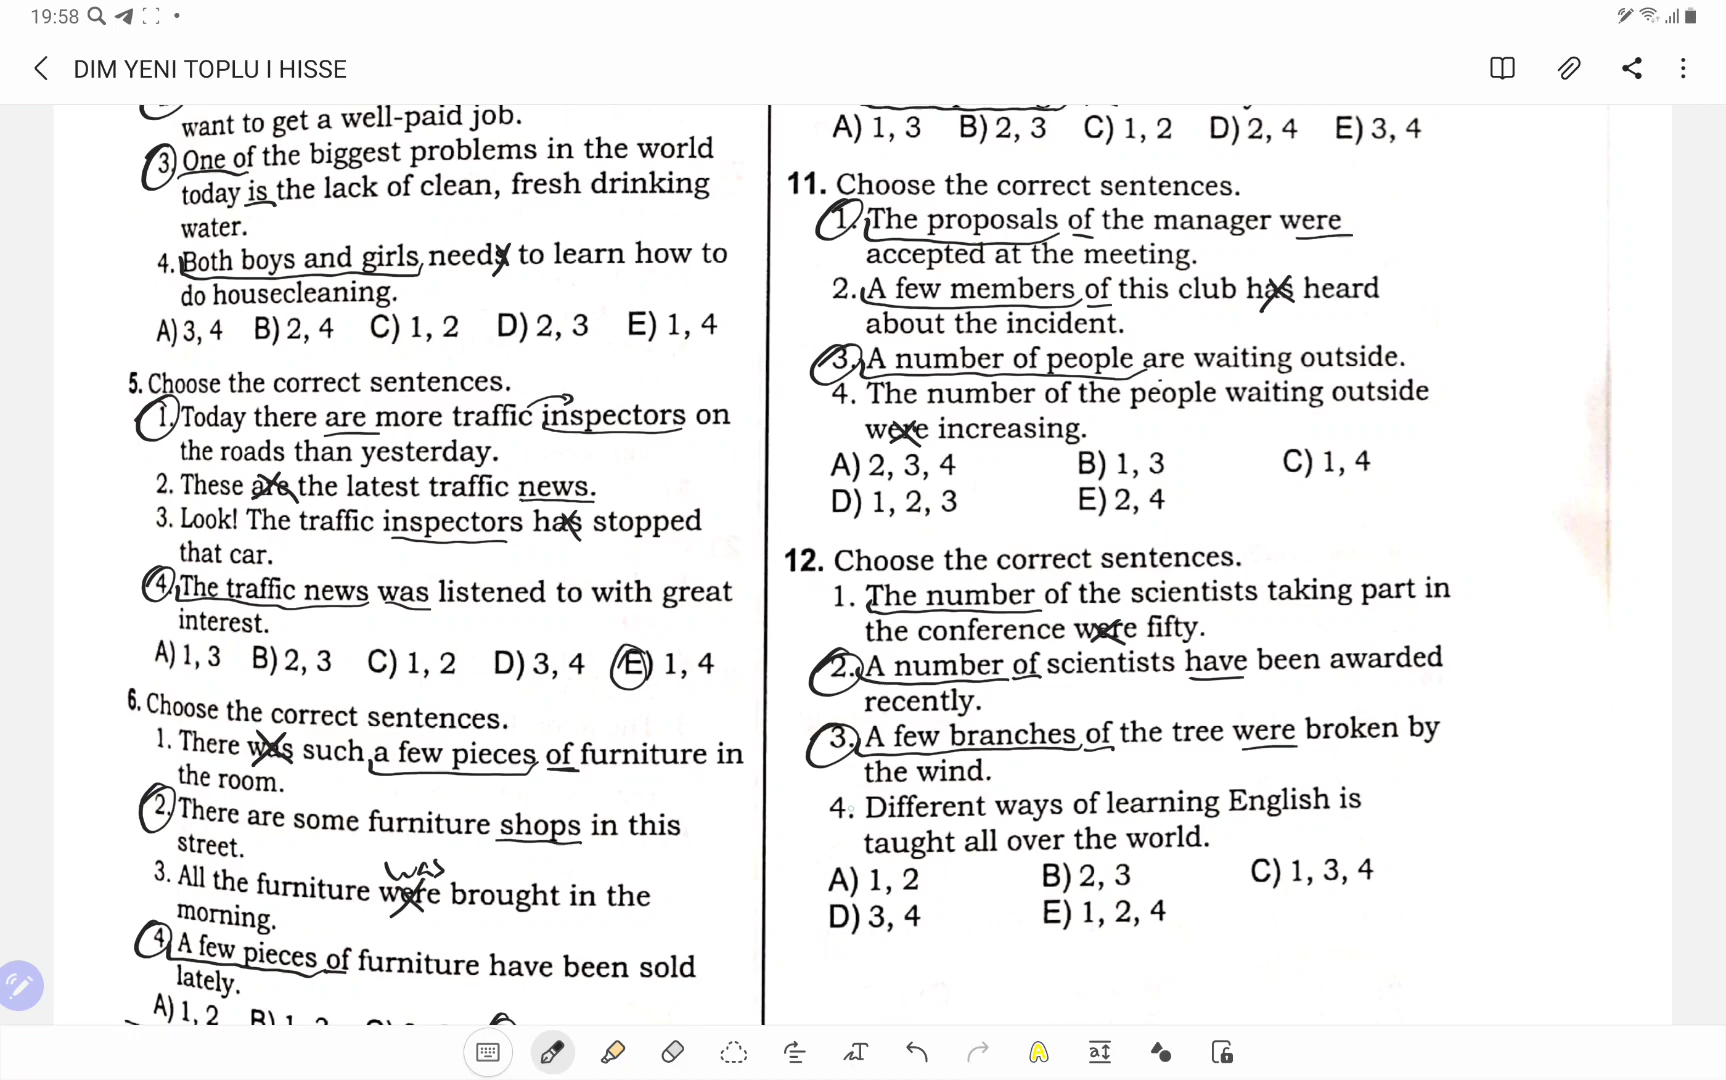 19:58
DIM YENI TOPLU I HISSE
want to get a well-paid job.
3. One of the biggest problems in the world
today is the lack of clean, fresh drinking
water.
4. Both boys and girls needs to learn how to
do housecleaning.
A) 3, 4 B) 2, 4 C) 1, 2 D) 2, 3 E) 1, 4
5. Choose the correct sentences.
1. Today there are more traffic inspectors on
the roads than yesterday.
2. These are the latest traffic news.
3. Look! The traffic inspectors has stopped
that car.
4. The traffic news was listened to with great
interest.
A) 1, 3 B) 2, 3 C) 1, 2 D) 3, 4 E) 1, 4
6. Choose the correct sentences.
1. There was such a few pieces of furniture in
the room.
2. There are some furniture shops in this
street.
was
3. All the furniture were brought in the
morning.
4. A few pieces of furniture have been sold
lately.
A) 1, 2
A) 1, 3 B) 2, 3 C) 1, 2 D) 2, 4 E) 3, 4
11. Choose the correct sentences.
1. The proposals of the manager were
accepted at the meeting.
2. A few members of this club has heard
about the incident.
3. A number of people are waiting outside.
4. The number of the people waiting outside
were increasing.
A) 2, 3, 4 B) 1, 3 C) 1, 4
D) 1, 2, 3 E) 2, 4
12. Choose the correct sentences.
1. The number of the scientists taking part in
the conference were fifty.
2. A number of scientists have been awarded
recently.
3. A few branches of the tree were broken by
the wind.
4. Different ways of learning English is
taught all over the world.
A) 1, 2 B) 2, 3 C) 1, 3, 4
D) 3, 4 E) 1, 2, 4